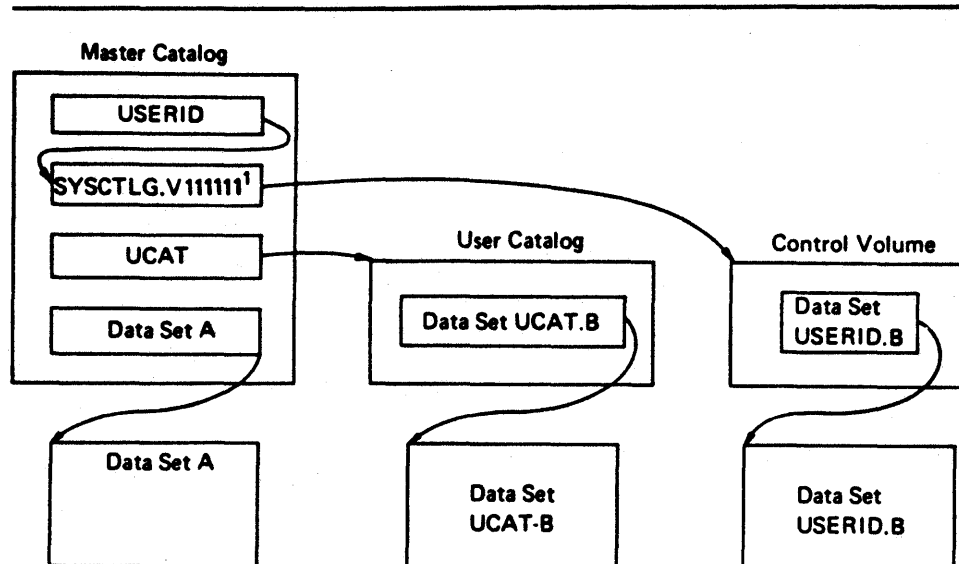 Master Catalog
USERID
SYSCTLG.V111111¹
UCAT
Data Set A
User Catalog
Data Set UCAT.B
Control Volume
Data Set
USERID.B
Data Set A
Data Set
UCAT-B
Data Set
USERID.B